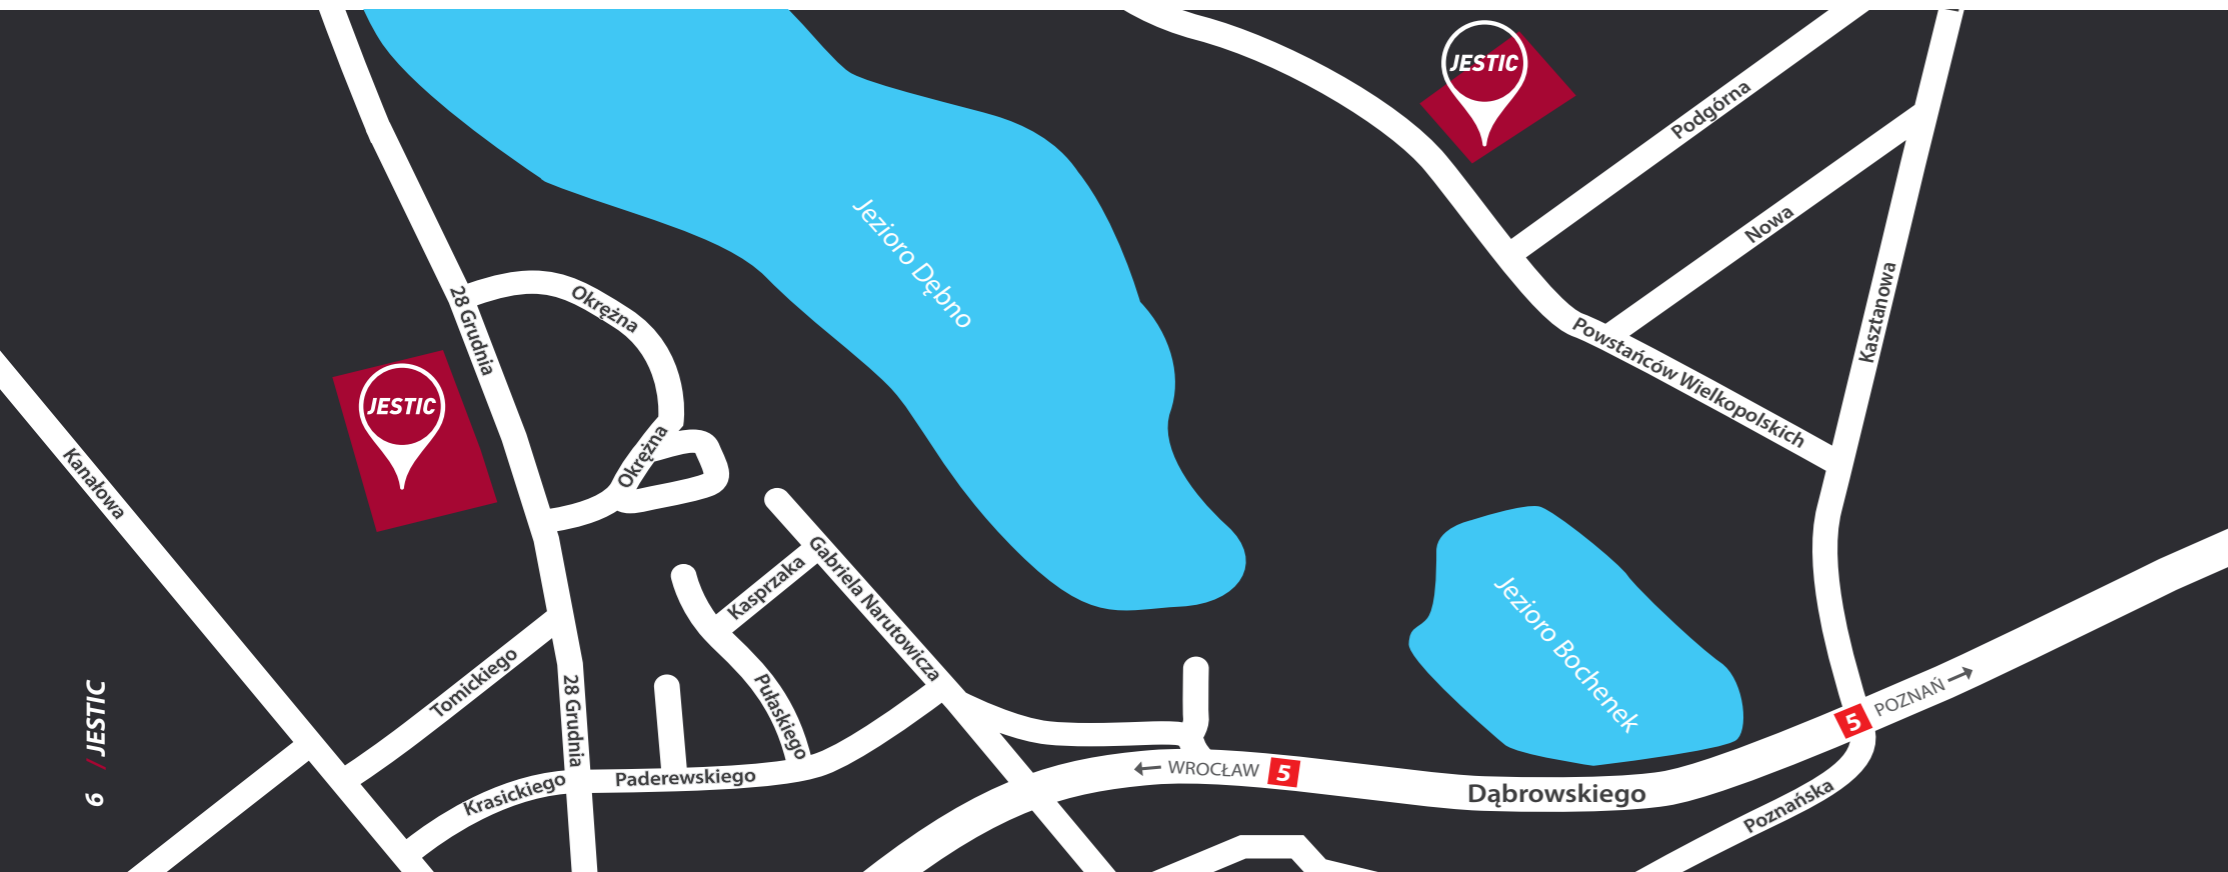 JESTIC
Podgórna
Nowa
Jezioro Dębno
Kasztanowa
28 Grudnia
Okrężna
Powstańców Wielkopolskich
JESTIC
Okrężna
Kanałowa
Gabriela Narutowicza
Kasprzaka
Jezioro Bochenek
Tomickiego
28 Grudnia
Pułaskiego
5 POZNAŃ →
Paderewskiego
Krasickiego
← WROCŁAW 5
Dąbrowskiego
Poznańska
6 / JESTIC